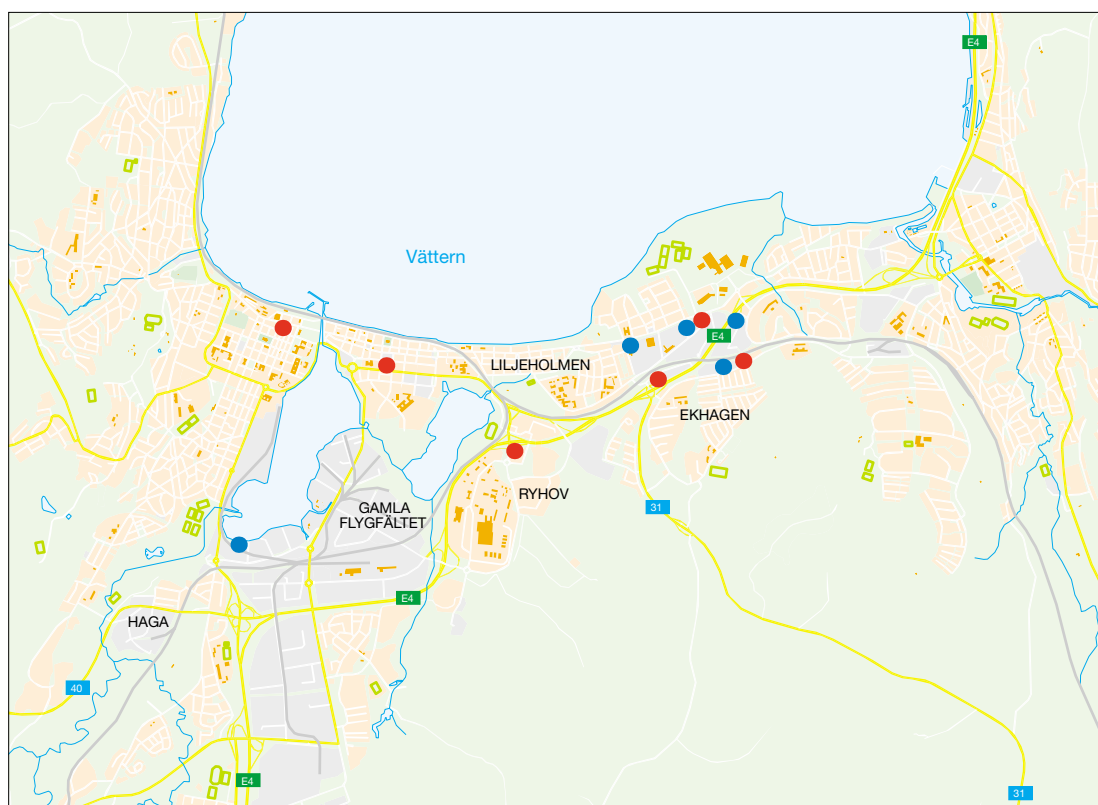 E4
Vättern
E4
LILJEHOLMEN
EKHAGEN
RYHOV
GAMLA
FLYGFÄLTET
31
E4
HAGA
40
E4
31